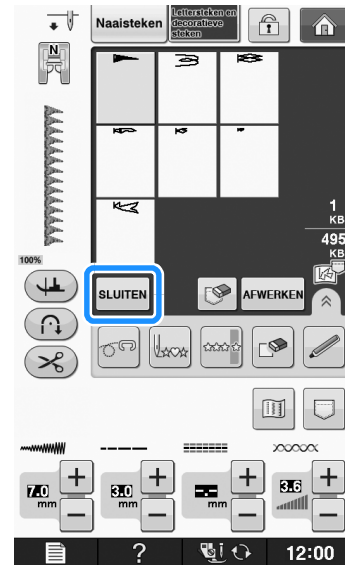 Naaisteken
Lettersteken en
decoratieve
steken
N
1
KB
495
KB
100%
SLUITEN
AFWERKEN
7.0
mm
3.0
mm
mm
3.6
?
12:00